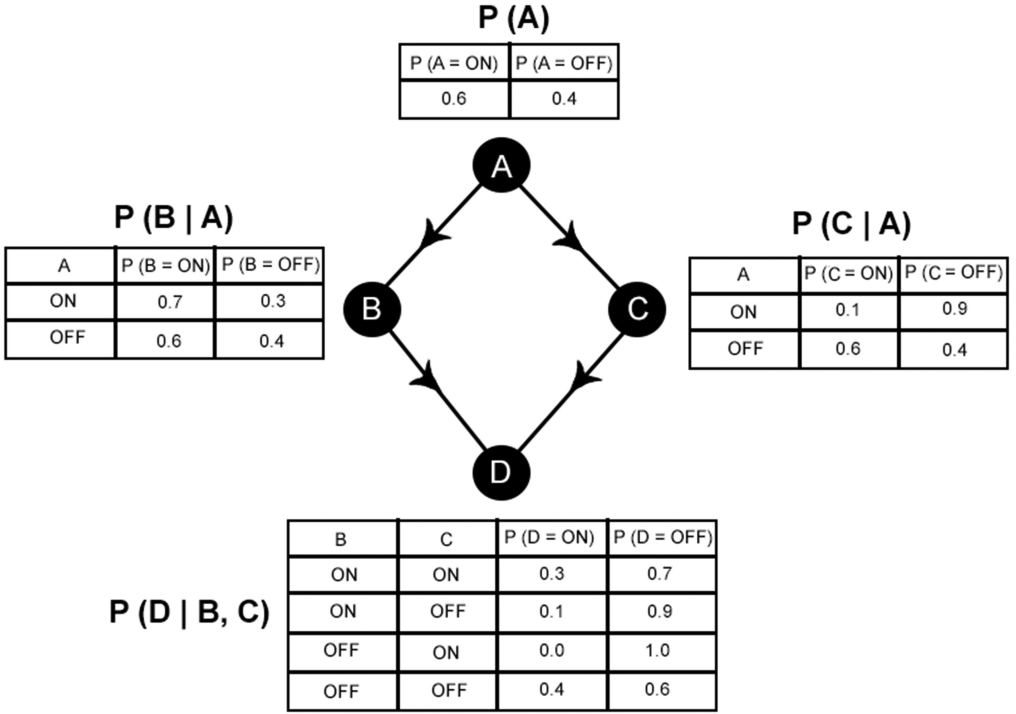 P (A)
P (A = ON) P (A = OFF)
0.6 0.4
A
P (B | A)
A P (B = ON) P (B = OFF)
ON 0.7 0.3
OFF 0.6 0.4
P (C | A)
A P (C = ON) P (C = OFF)
ON 0.1 0.9
OFF 0.6 0.4
B
C
D
P (D | B, C)
B C P (D = ON) P (D = OFF)
ON ON 0.3 0.7
ON OFF 0.1 0.9
OFF ON 0.0 1.0
OFF OFF 0.4 0.6